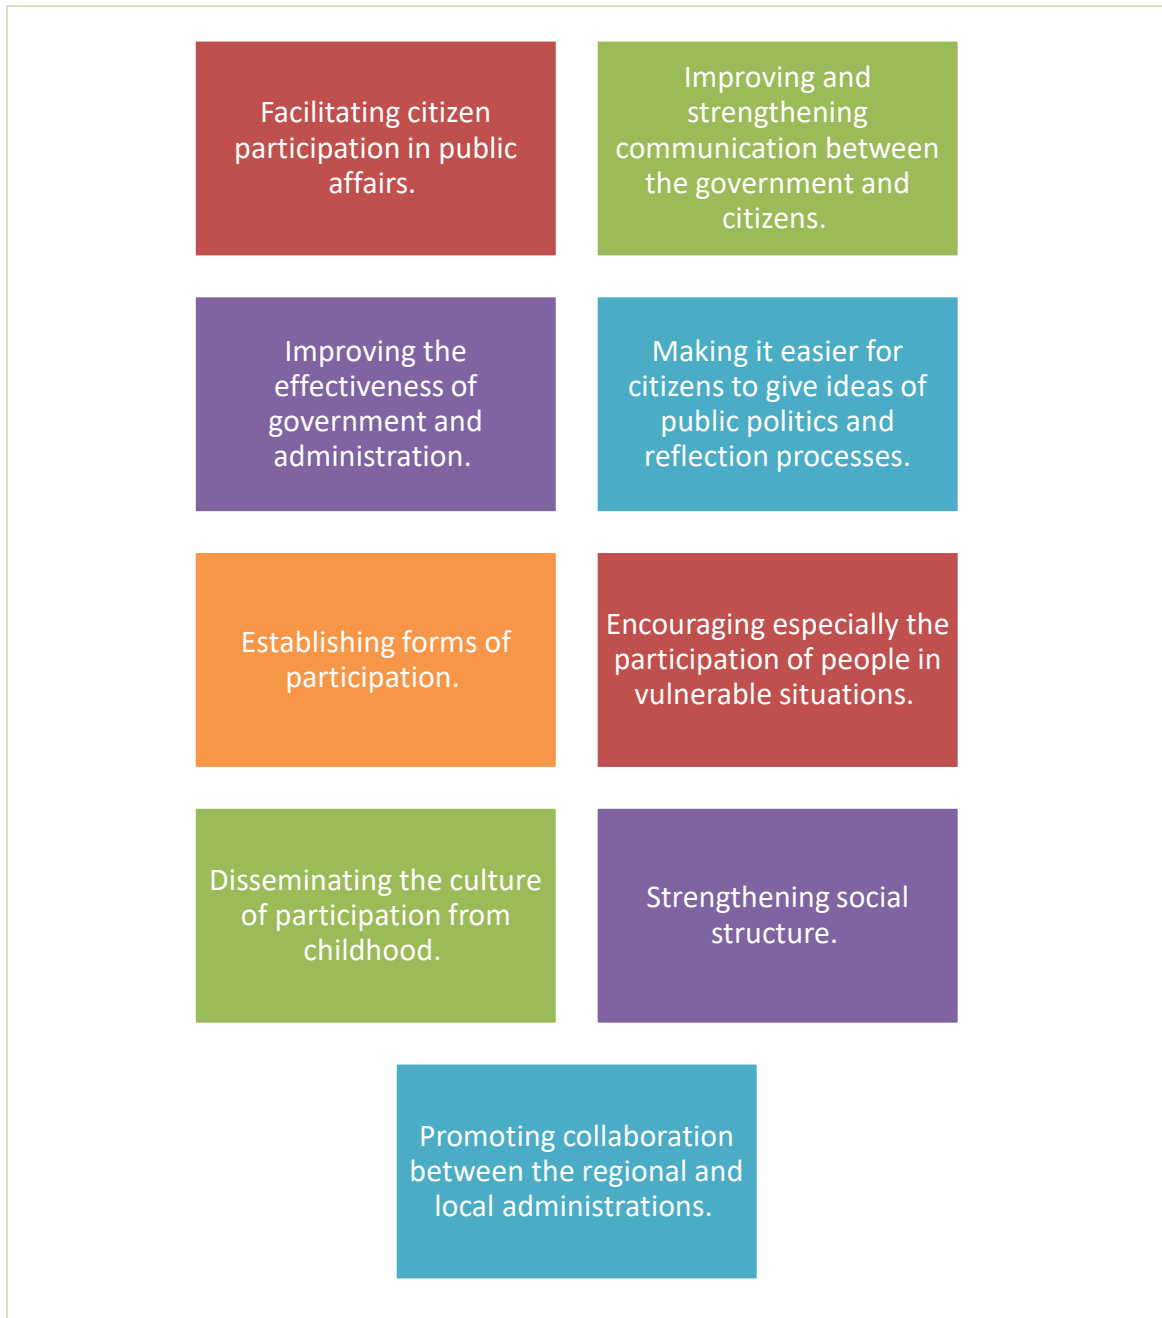 Facilitating citizen
participation in public
affairs.
Improving and
strengthening
communication between
the government and
citizens.
Improving the
effectiveness of
government and
administration.
Making it easier for
citizens to give ideas of
public politics and
reflection processes.
Establishing forms of
participation.
Encouraging especially the
participation of people in
vulnerable situations.
Disseminating the culture
of participation from
childhood.
Strengthening social
structure.
Promoting collaboration
between the regional and
local administrations.